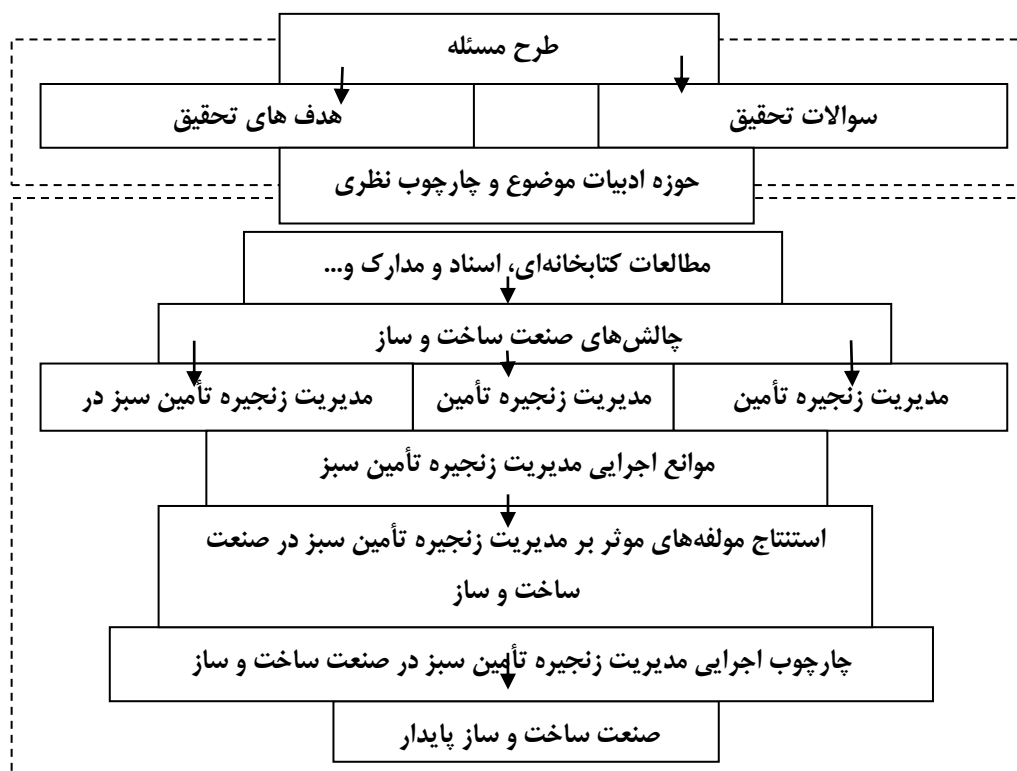 طرح مسئله
سوالات تحقیق
هدف های تحقیق
حوزه ادبیات موضوع و چارچوب نظری
مطالعات کتابخانه‌ای، اسناد و مدارک و...
چالش‌های صنعت ساخت و ساز
مدیریت زنجیره تأمین
مدیریت زنجیره تأمین
مدیریت زنجیره تأمین سبز در
موانع اجرایی مدیریت زنجیره تأمین سبز
استنتاج مولفه‌های موثر بر مدیریت زنجیره تأمین سبز در صنعت
ساخت و ساز
چارچوب اجرایی مدیریت زنجیره تأمین سبز در صنعت ساخت و ساز
صنعت ساخت و ساز پایدار